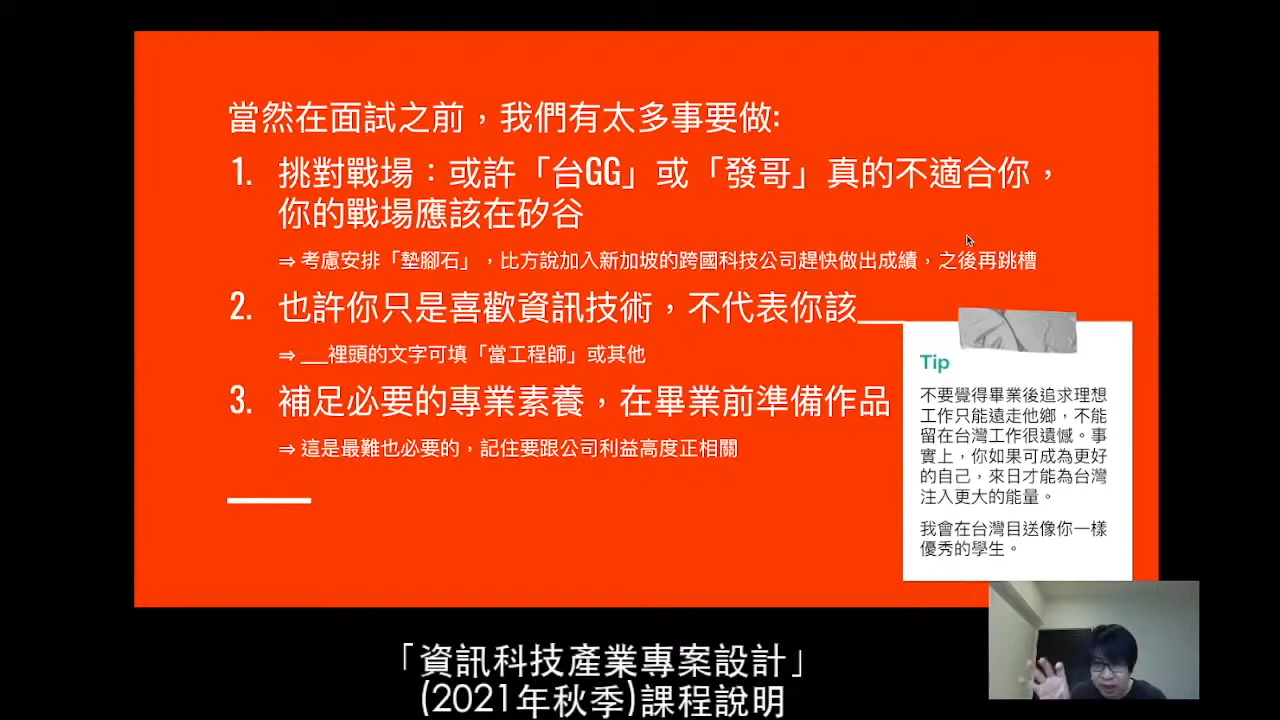 當然在面試之前，我們有太多事要做:
1. 挑對戰場：或許「台GG」或「發哥」真的不適合你，
你的戰場應該在矽谷
⇒ 考慮安排「墊腳石」，比方說加入新加坡的跨國科技公司趕快做出成績，之後再跳槽
2. 也許你只是喜歡資訊技術，不代表你該___
⇒ ___裡頭的文字可填「當工程師」或其他
3. 補足必要的專業素養，在畢業前準備作品
⇒ 這是最難也必要的，記住要跟公司利益高度正相關
Tip
不要覺得畢業後追求理想
工作只能遠走他鄉，不能
留在台灣工作很遺憾。事
實上，你如果可成為更好
的自己，來日才能為台灣
注入更大的能量。
我會在台灣目送像你一樣
優秀的學生。
「資訊科技產業專案設計」
(2021年秋季)課程說明